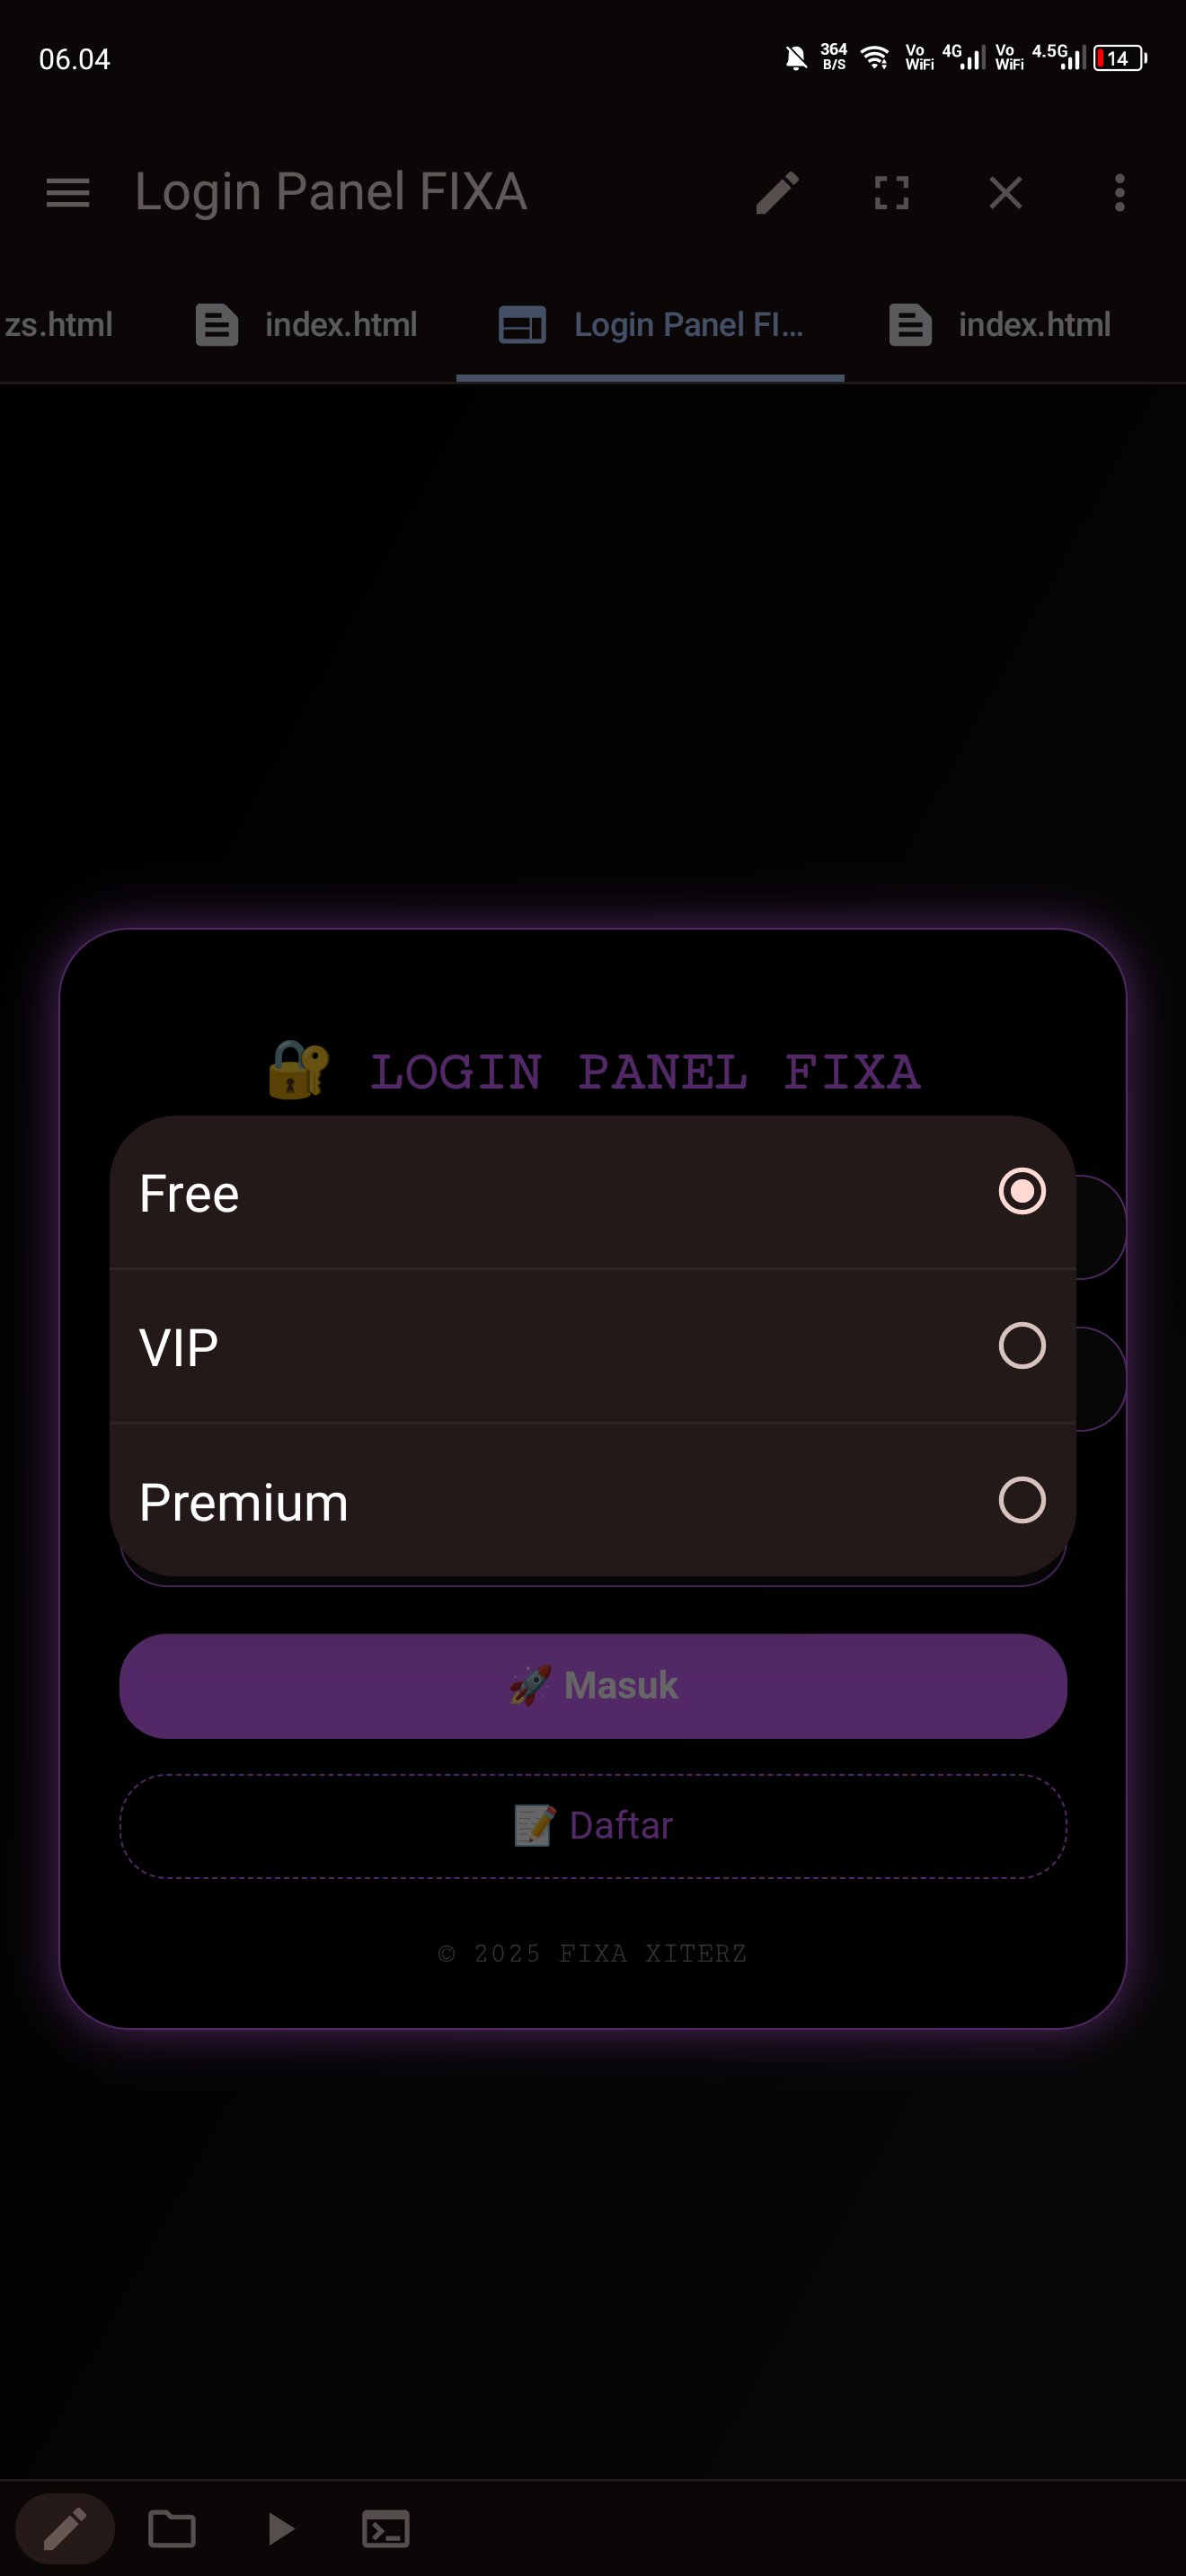 06.04
364 B/S
Vo WiFi
4G
Vo WiFi
4.5G
14
Login Panel FIXA
zs.html
index.html
Login Panel FI...
index.html
🔐 LOGIN PANEL FIXA
Free
VIP
Premium
🚀 Masuk
📝 Daftar
© 2025 FIXA XITERZ